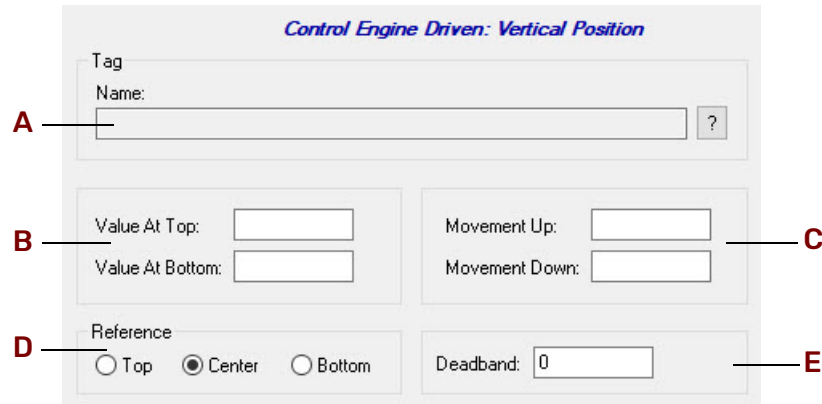 Control Engine Driven: Vertical Position
Tag
Name:
A
?
Value At Top:
Value At Bottom:
B
Movement Up:
Movement Down:
C
Reference
D
Top Center Bottom
Deadband: 0
E